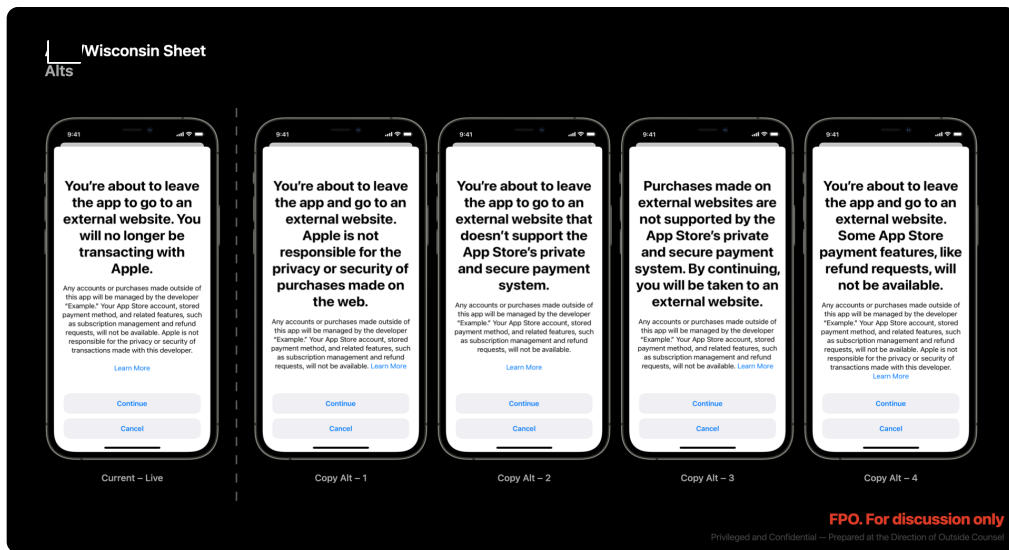 /Wisconsin Sheet
Alts
9:41
You're about to leave
the app to go to an
external website. You
will no longer be
transacting with
Apple.
Any accounts or purchases made outside of
this app will be managed by the developer
“Example.” Your App Store account, stored
payment method, and related features, such
as subscription management and refund
requests, will not be available. Apple is not
responsible for the privacy or security of
transactions made with this developer.
Learn More
Continue
Cancel
Current – Live
9:41
You're about to leave
the app and go to an
external website.
Apple is not
responsible for the
privacy or security of
purchases made on
the web.
Any accounts or purchases made outside of
this app will be managed by the developer
“Example.” Your App Store account, stored
payment method, and related features, such
as subscription management and refund
requests, will not be available. Learn More
Continue
Cancel
Copy Alt – 1
9:41
You're about to leave
the app to go to an
external website that
doesn't support the
App Store's private
and secure payment
system.
Any accounts or purchases made outside of
this app will be managed by the developer
“Example.” Your App Store account, stored
payment method, and related features, such
as subscription management and refund
requests, will not be available.
Learn More
Continue
Cancel
Copy Alt – 2
9:41
Purchases made on
external websites are
not supported by the
App Store's private
and secure payment
system. By continuing,
you will be taken to an
external website.
Any accounts or purchases made outside of
this app will be managed by the developer
“Example.” Your App Store account, stored
payment method, and related features, such
as subscription management and refund
requests, will not be available. Learn More
Continue
Cancel
Copy Alt – 3
9:41
You're about to leave
the app and go to an
external website.
Some App Store
payment features, like
refund requests, will
not be available.
Any accounts or purchases made outside of
this app will be managed by the developer
“Example.” Your App Store account, stored
payment method, and related features, such
as subscription management and refund
requests, will not be available. Apple is not
responsible for the privacy or security of
transactions made with this developer.
Learn More
Continue
Cancel
Copy Alt – 4
FPO. For discussion only
Privileged and Confidential — Prepared at the Direction of Outside Counsel